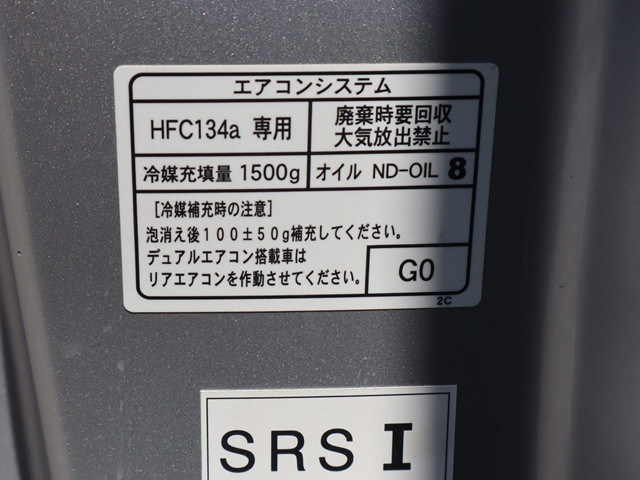 エアコンシステム
HFC134a 専用
廃棄時要回収
大気放出禁止
冷媒充填量 1500g
オイル ND-OIL 8
[冷媒補充時の注意]
泡消え後100±50g補充してください。
デュアルエアコン搭載車は
リアエアコンを作動させてください。
G0
2C
SRS I